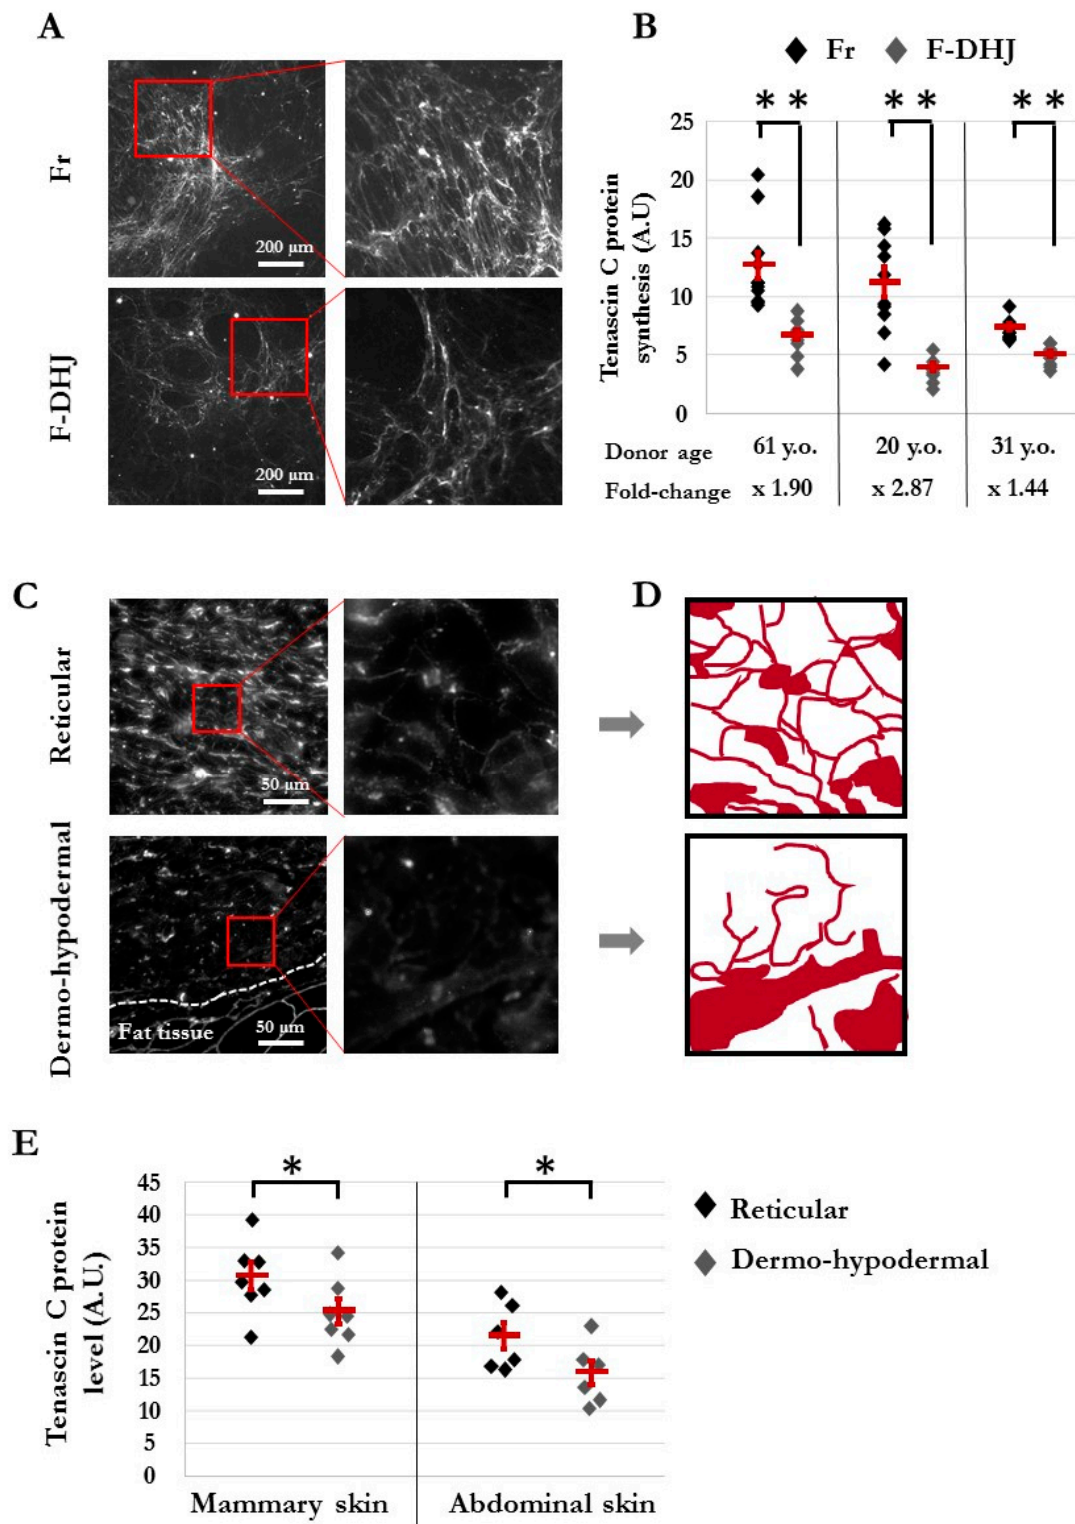 A
Fr
200 µm
F-DHJ
200 µm
B
Fr F-DHJ
* * * * * *
Tenascin C protein
synthesis (A.U)
25
20
15
10
5
0
Donor age 61 y.o. 20 y.o. 31 y.o.
Fold-change x 1.90 x 2.87 x 1.44
C
Reticular
50 µm
Dermo-hypodermal
Fat tissue 50 µm
D
E
* *
Tenascin C protein
level (A.U.)
45
40
35
30
25
20
15
10
5
0
Mammary skin Abdominal skin
Reticular
Dermo-hypodermal